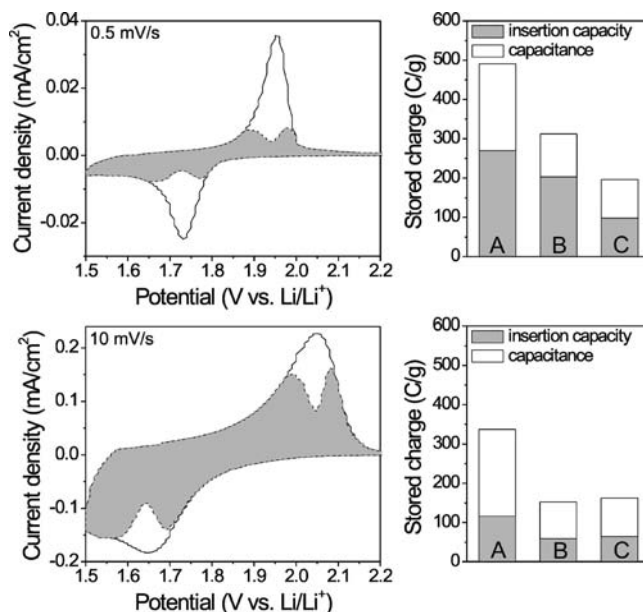 0.5 mV/s
0.04
0.02
0.00
-0.02
Current density (mA/cm²)
1.5 1.6 1.7 1.8 1.9 2.0 2.1 2.2
Potential (V vs. Li/Li⁺)
insertion capacity
capacitance
600
500
400
300
200
100
0
Stored charge (C/g)
A B C
10 mV/s
0.2
0.1
0.0
-0.1
-0.2
Current density (mA/cm²)
1.5 1.6 1.7 1.8 1.9 2.0 2.1 2.2
Potential (V vs. Li/Li⁺)
insertion capacity
capacitance
600
500
400
300
200
100
0
Stored charge (C/g)
A B C